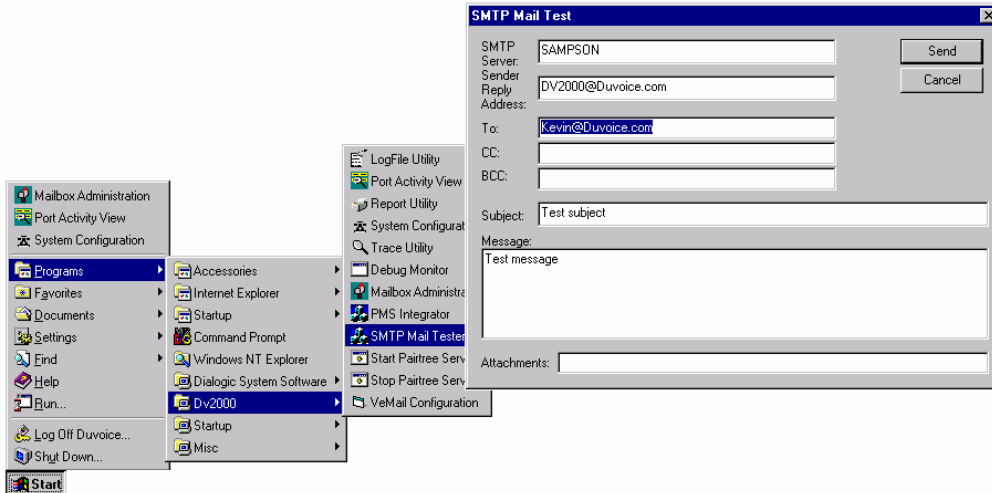 Mailbox Administration
Port Activity View
System Configuration
Programs
Favorites
Documents
Settings
Find
Help
Run...
Log Off Duvoice...
Shut Down...
Start
Accessories
Internet Explorer
Startup
Command Prompt
Windows NT Explorer
Dialogic System Software
Dv2000
Startup
Misc
LogFile Utility
Port Activity View
Report Utility
System Configurat
Trace Utility
Debug Monitor
Mailbox Administra
PMS Integrator
SMTP Mail Tester
Start Pairtree Serv
Stop Pairtree Serv
VeMail Configuration
SMTP Mail Test
SMTP Server: SAMPSON
Sender Reply Address: DV2000@Duvoice.com
To: Kevin@Duvoice.com
CC:
BCC:
Subject: Test subject
Message:
Test message
Attachments:
Send
Cancel